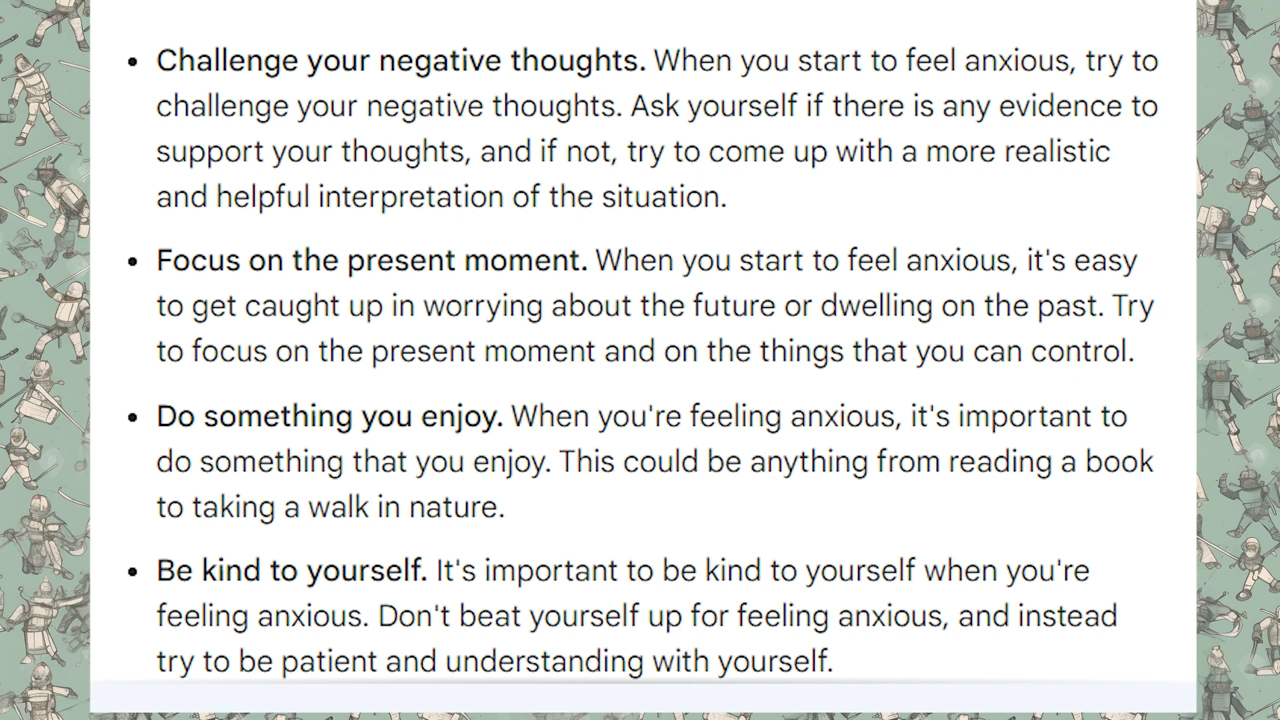 • Challenge your negative thoughts. When you start to feel anxious, try to
challenge your negative thoughts. Ask yourself if there is any evidence to
support your thoughts, and if not, try to come up with a more realistic
and helpful interpretation of the situation.
• Focus on the present moment. When you start to feel anxious, it's easy
to get caught up in worrying about the future or dwelling on the past. Try
to focus on the present moment and on the things that you can control.
• Do something you enjoy. When you're feeling anxious, it's important to
do something that you enjoy. This could be anything from reading a book
to taking a walk in nature.
• Be kind to yourself. It's important to be kind to yourself when you're
feeling anxious. Don't beat yourself up for feeling anxious, and instead
try to be patient and understanding with yourself.